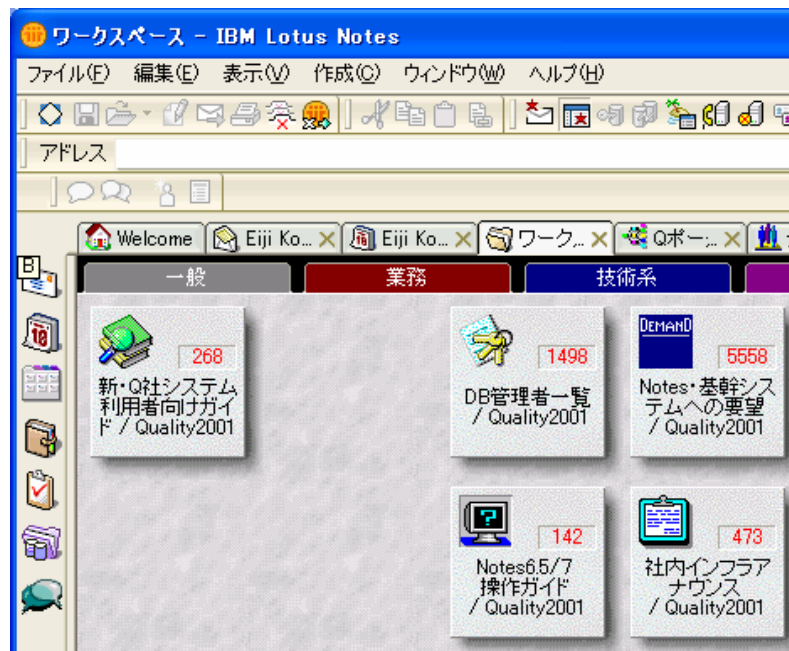 ワークスペース - IBM Lotus Notes
ファイル(F) 編集(E) 表示(V) 作成(C) ウィンドウ(W) ヘルプ(H)
アドレス
Welcome Eiji Ko... Eiji Ko... ワーク... Qポー...
B
一般 業務 技術系
18
268
新・Q社システム
利用者向けガイ
ド / Quality2001
1498
DB管理者一覧
/ Quality2001
DEMAND
5558
Notes・基幹シス
テムへの要望
/ Quality2001
?
142
Notes6.5/7
操作ガイド
/ Quality2001
473
社内インフラア
ナウンス
/ Quality2001